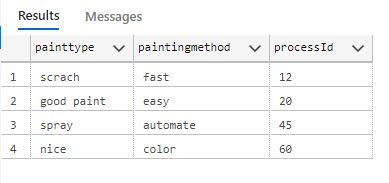 Results Messages
painttype paintingmethod processId
1 scrach fast 12
2 good paint easy 20
3 spray automate 45
4 nice color 60